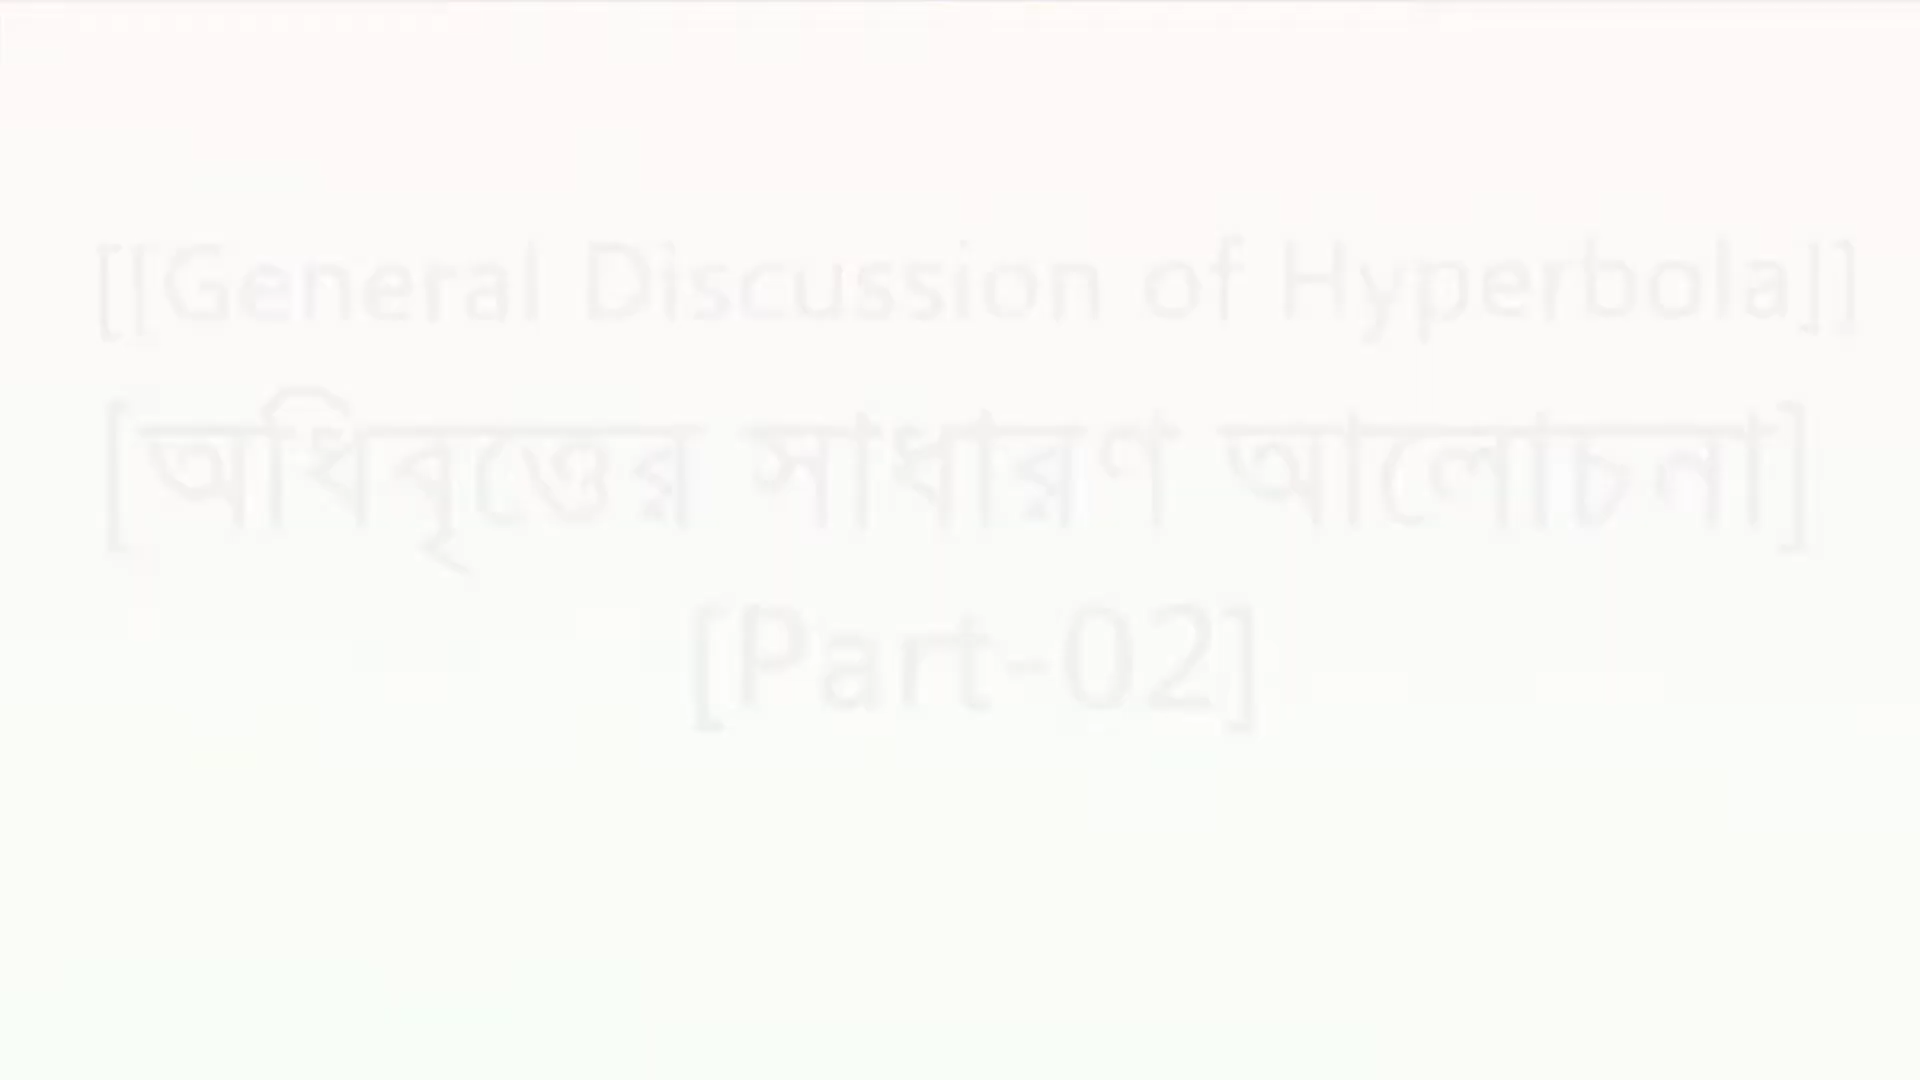 [[General Discussion of Hyperbola]]
[অধিবৃত্তের সাধারণ আলোচনা]
[Part-02]